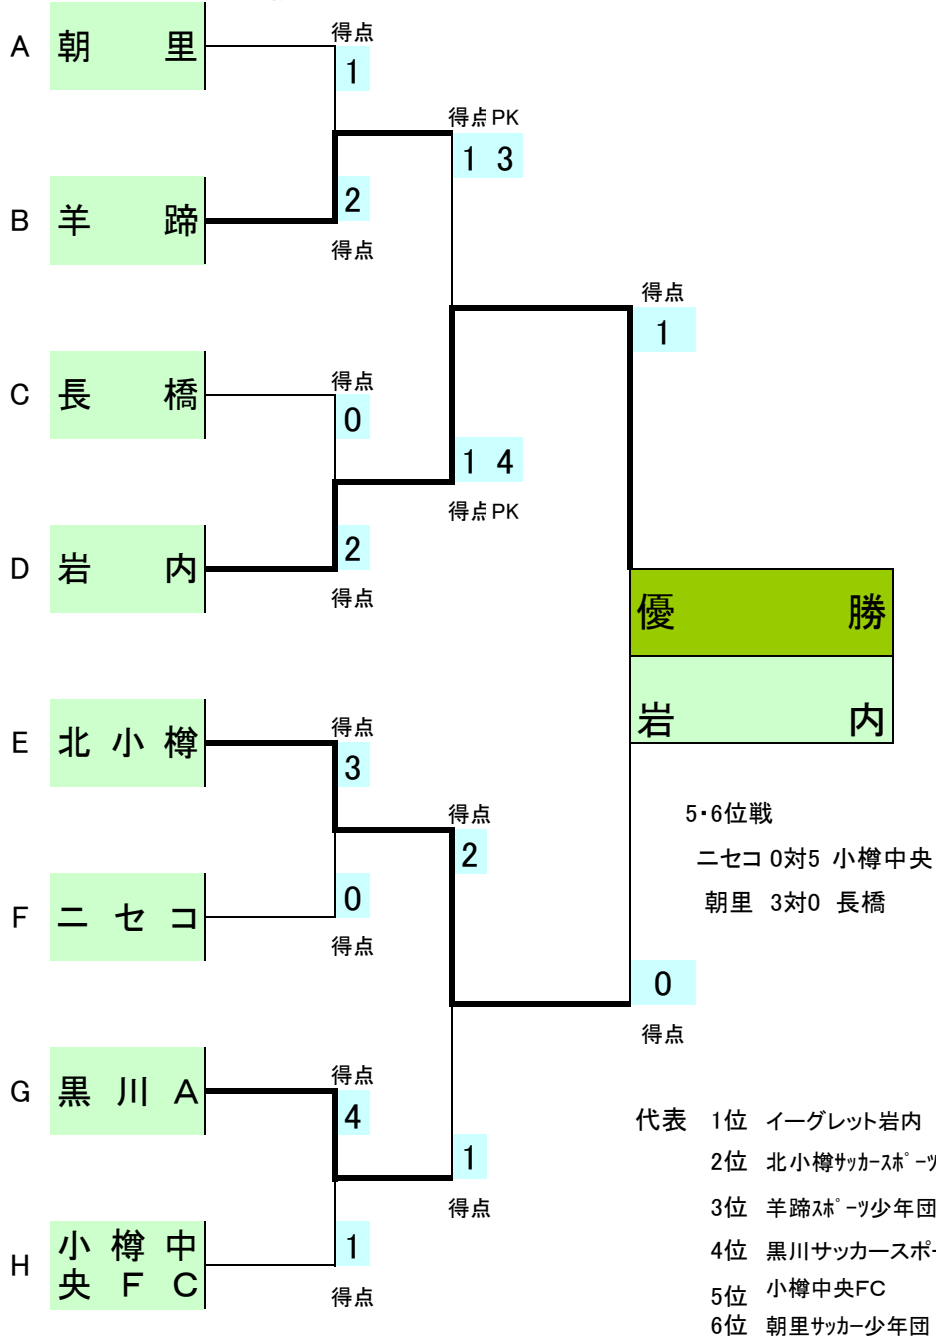 得点
A 朝 里
1
得点 PK
1 3
B 羊 蹄
2
得点
得点
1
C 長 橋
得点
0
1 4
得点 PK
D 岩 内
2
得点
優 勝
岩 内
E 北 小 樽
得点
3
5・6位戦
得点
2
ニセコ 0対5 小樽中央
朝里 3対0 長橋
F ニ セ コ
0
得点
0
得点
G 黒 川 A
得点
4
代表 1位 イーグレット岩内
1
2位 北小樽サッカースポーツ
得点
3位 羊蹄スポーツ少年団
H 小 樽 中
央 F C
1
4位 黒川サッカースポー
得点
5位 小樽中央FC
6位 朝里サッカー少年団